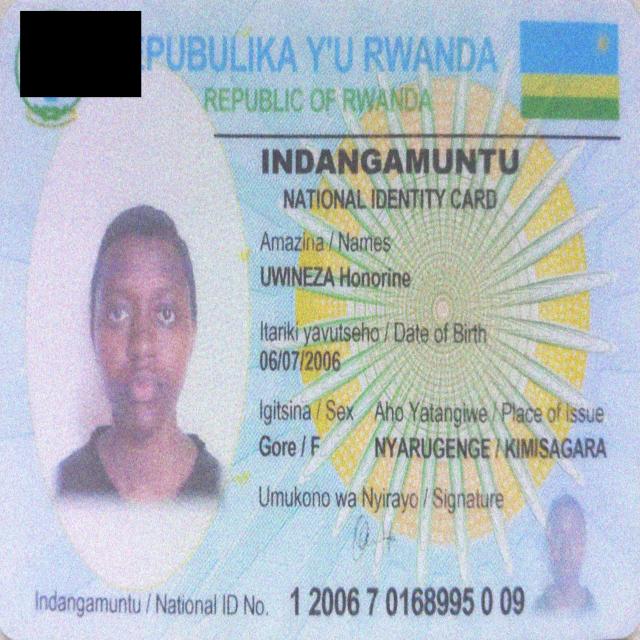 EPUBULIKA Y'U RWANDA
REPUBLIC OF RWANDA
INDANGAMUNTU
NATIONAL IDENTITY CARD
Amazina / Names
UWINEZA Honorine
Itariki yavutseho / Date of Birth
06/07/2006
Igitsina / Sex Aho Yatangiwe / Place of Issue
Gore / F NYARUGENGE / KIMISAGARA
Umukono wa Nyirayo / Signature
Indangamuntu / National ID No. 1 2006 7 0168995 0 09